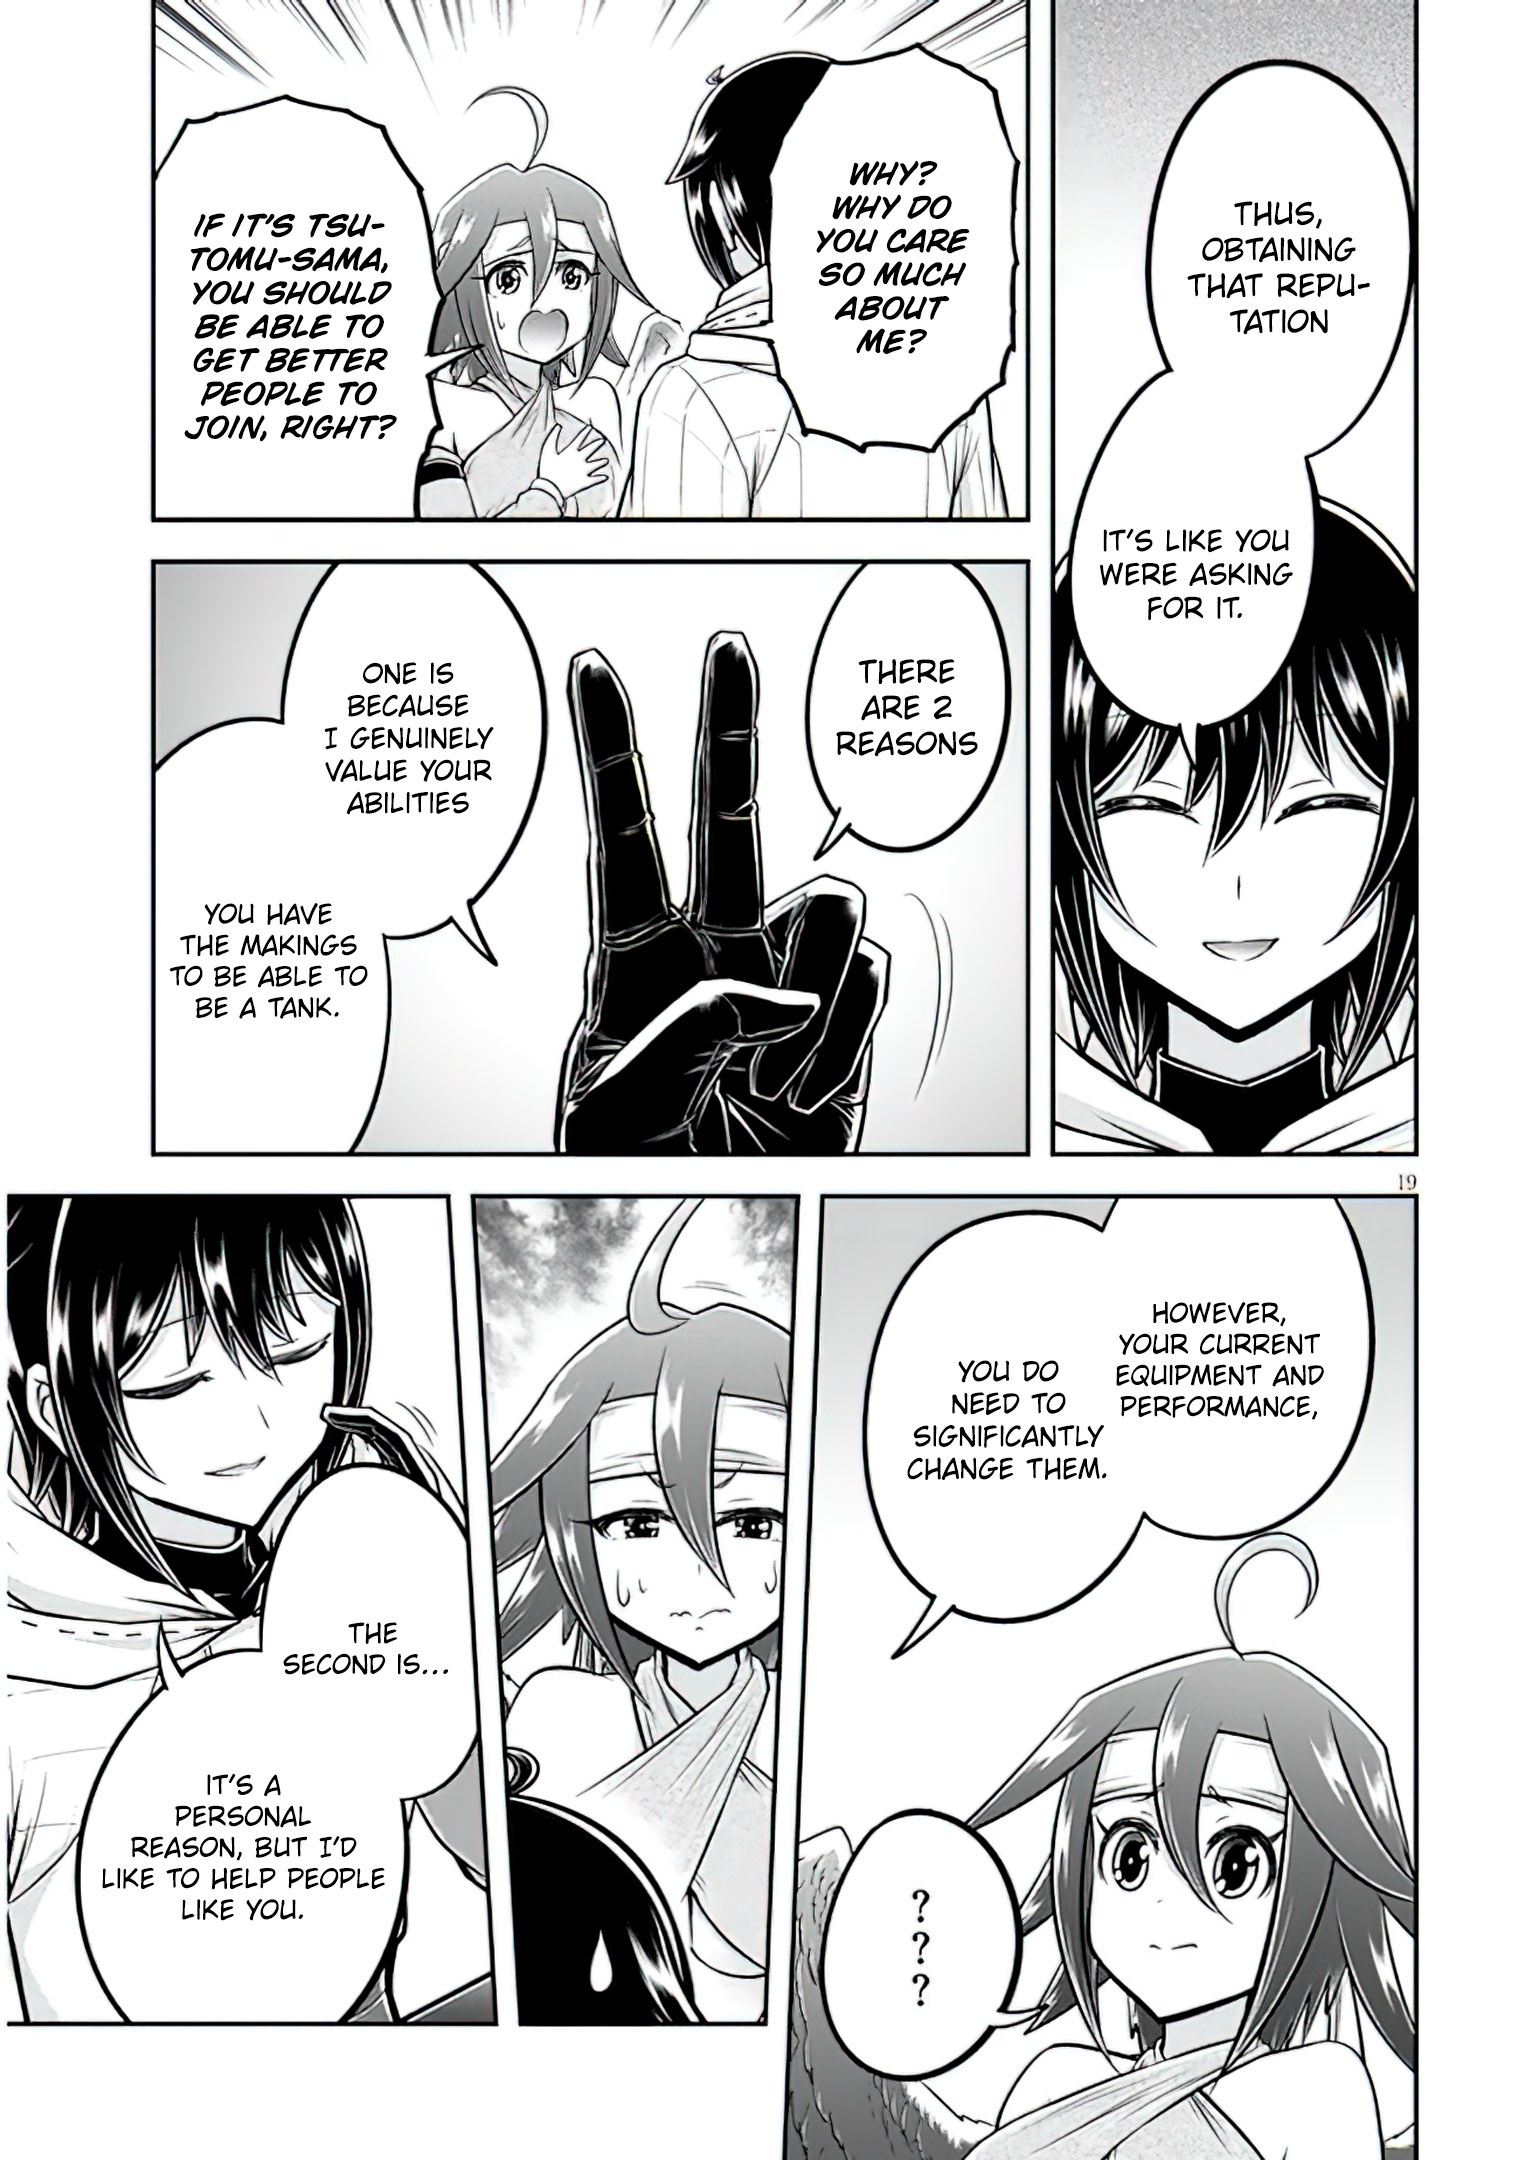 THUS,
OBTAINING
THAT REPU-
TATION
IT'S LIKE YOU
WERE ASKING
FOR IT.
WHY?
WHY DO
YOU CARE
SO MUCH
ABOUT
ME?
IF IT'S TSU-
TOMU-SAMA,
YOU SHOULD
BE ABLE TO
GET BETTER
PEOPLE TO
JOIN, RIGHT?
THERE
ARE 2
REASONS
ONE IS
BECAUSE
I GENUINELY
VALUE YOUR
ABILITIES
YOU HAVE
THE MAKINGS
TO BE ABLE TO
BE A TANK.
19
HOWEVER,
YOUR CURRENT
EQUIPMENT AND
PERFORMANCE,
YOU DO
NEED TO
SIGNIFICANTLY
CHANGE THEM.
?
?
?
THE
SECOND IS...
IT'S A
PERSONAL
REASON, BUT I'D
LIKE TO HELP PEOPLE
LIKE YOU.